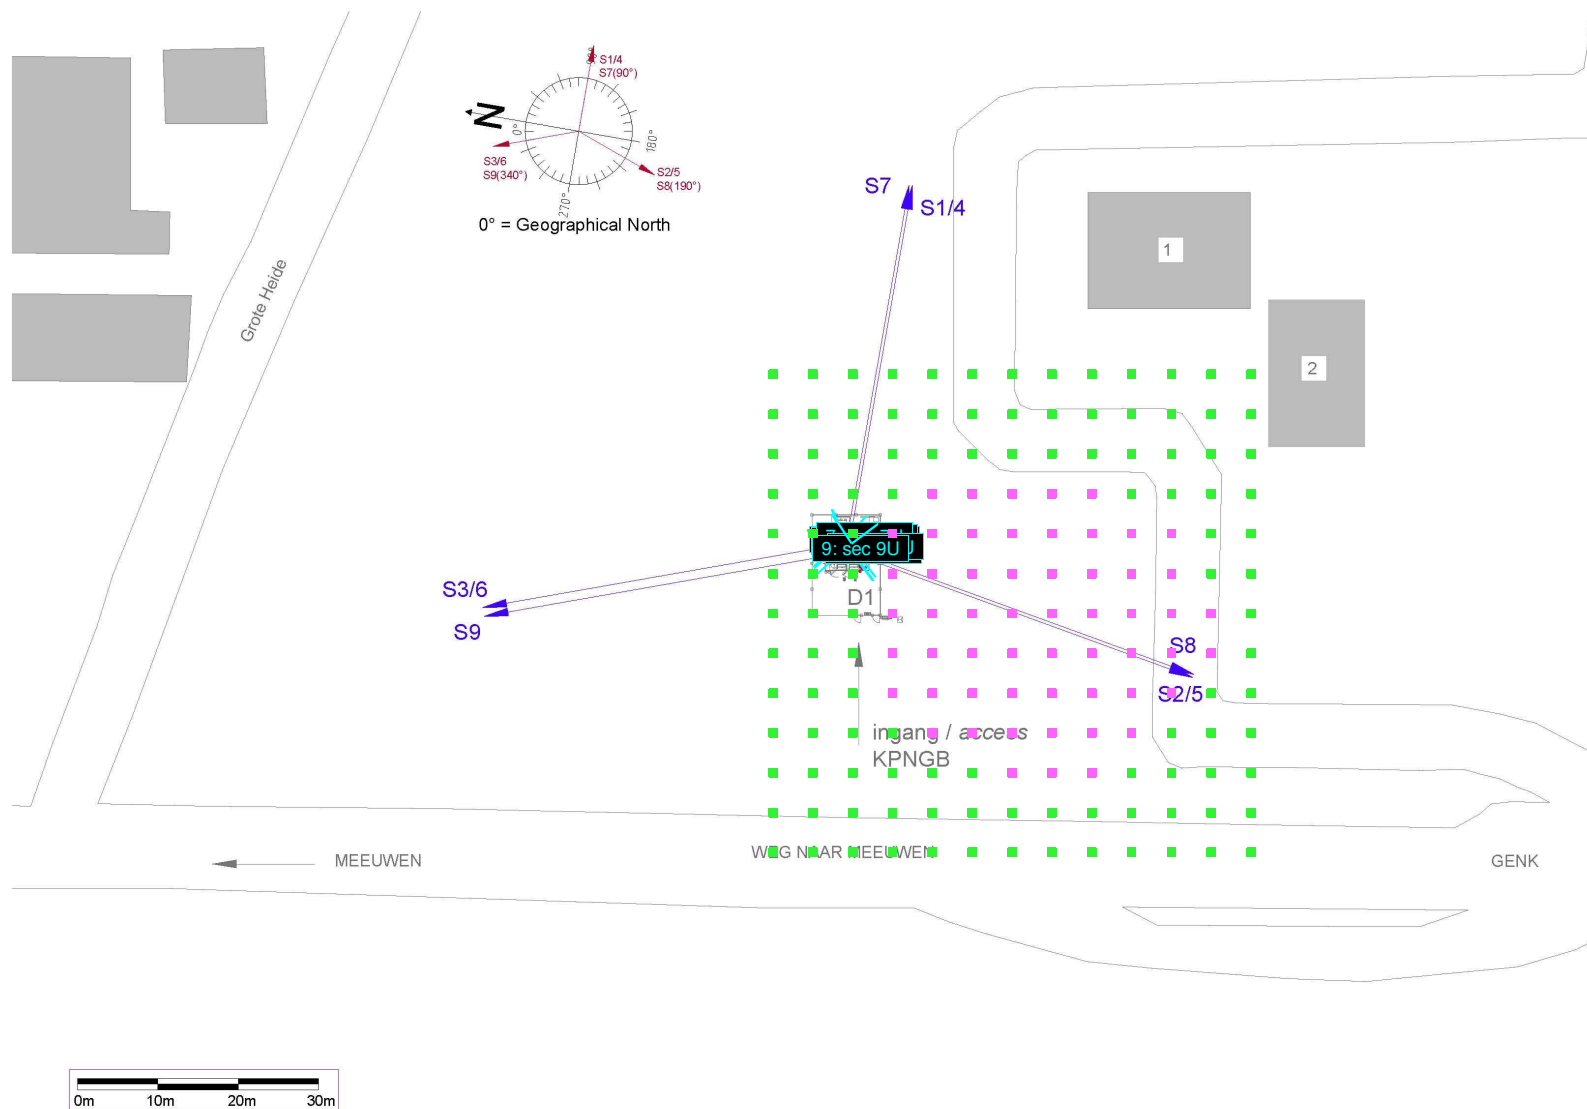 S1/4
S7(90°)
N
0°
180°
S3/6
S9(340°)
S2/5
S8(190°)
270°
0° = Geographical North
S7
S1/4
1
2
Grote Heide
9: sec 9U
S3/6
S9
D1
S8
S2/5
ingang / access
KPNGB
MEEUWEN
WEG NAAR MEEUWEN
GENK
0m
10m
20m
30m